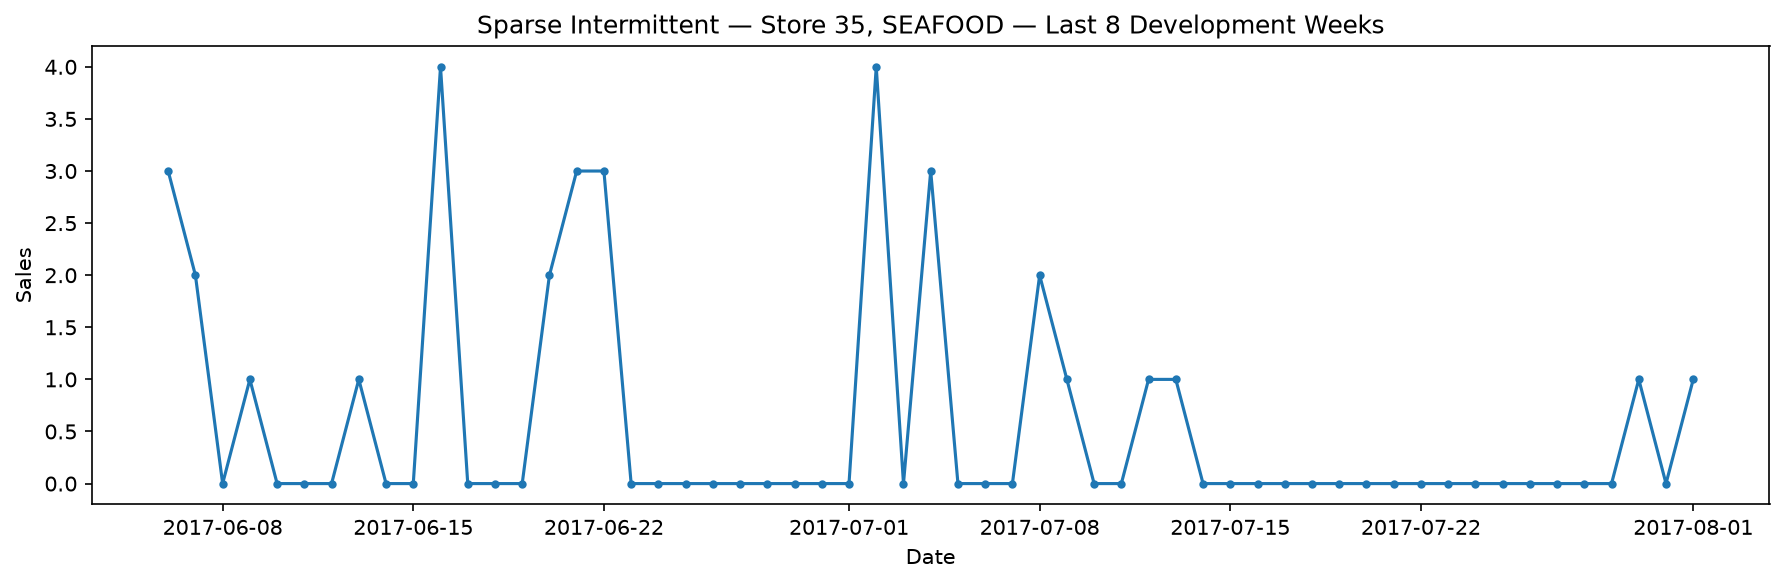 Sparse Intermittent — Store 35, SEAFOOD — Last 8 Development Weeks
4.0
3.5
3.0
2.5
2.0
1.5
1.0
0.5
0.0
Sales
2017-06-08 2017-06-15 2017-06-22 2017-07-01 2017-07-08 2017-07-15 2017-07-22 2017-08-01
Date